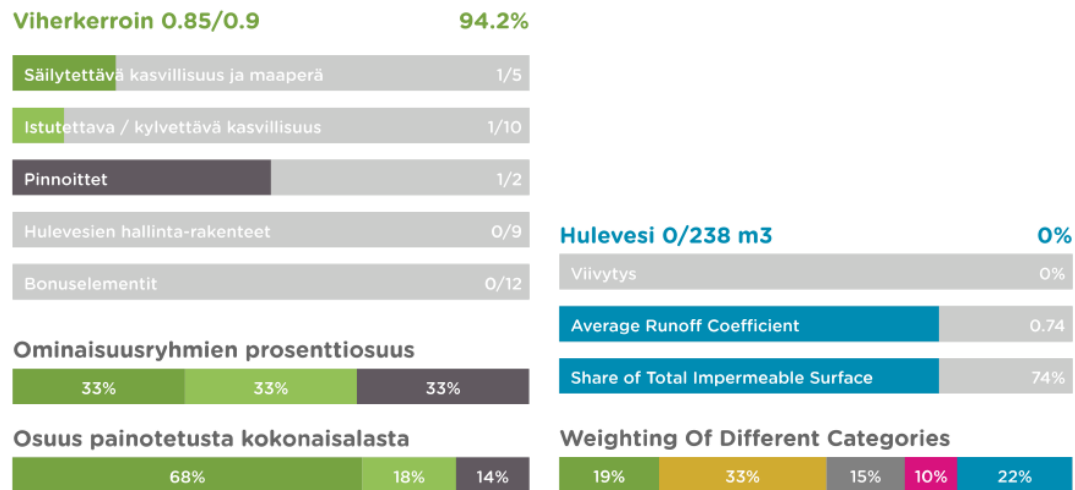 Viherkerroin 0.85/0.9 94.2%
Säilytettävä kasvillisuus ja maaperä 1/5
Istutettava / kylvettävä kasvillisuus 1/10
Pinnoittet 1/2
Hulevesien hallinta-rakenteet 0/9
Bonuselementit 0/12
Ominaisuusryhmien prosenttiosuus
33% 33% 33%
Osuus painotetusta kokonaisalasta
68% 18% 14%
Hulevesi 0/238 m3 0%
Viivytys 0%
Average Runoff Coefficient 0.74
Share of Total Impermeable Surface 74%
Weighting Of Different Categories
19% 33% 15% 10% 22%